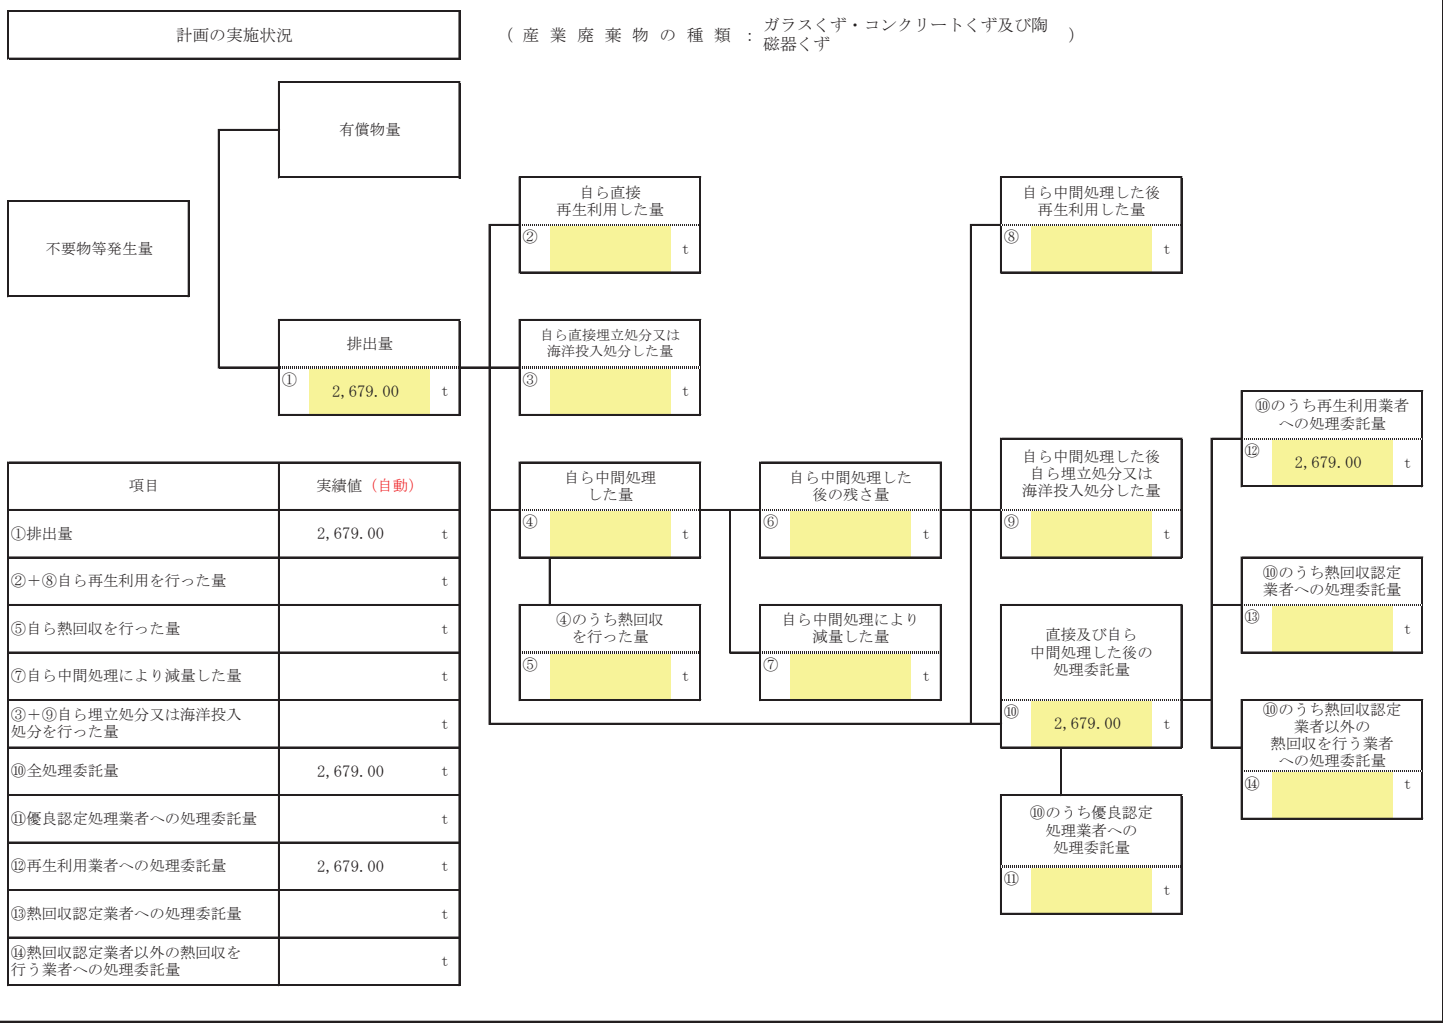 計画の実施状況
（産業廃棄物の種類：ガラスくず・コンクリートくず及び陶
磁器くず）
有償物量
不要物等発生量
排出量
① 2,679.00 t
自ら直接
再生利用した量
② t
自ら直接埋立処分又は
海洋投入処分した量
③ t
自ら中間処理
した量
④ t
④のうち熱回収
を行った量
⑤ t
自ら中間処理した
後の残さ量
⑥ t
自ら中間処理により
減量した量
⑦ t
自ら中間処理した後
再生利用した量
⑧ t
自ら中間処理した後
自ら埋立処分又は
海洋投入処分した量
⑨ t
直接及び自ら
中間処理した後の
処理委託量
⑩ 2,679.00 t
⑩のうち優良認定
処理業者への
処理委託量
⑪ t
⑩のうち再生利用業者
への処理委託量
⑫ 2,679.00 t
⑩のうち熱回収認定
業者への処理委託量
⑬ t
⑩のうち熱回収認定
業者以外の
熱回収を行う業者
への処理委託量
⑭ t
項目 実績値（自動）
①排出量 2,679.00 t
②＋⑧自ら再生利用を行った量 t
⑤自ら熱回収を行った量 t
⑦自ら中間処理により減量した量 t
③＋⑨自ら埋立処分又は海洋投入
処分を行った量 t
⑩全処理委託量 2,679.00 t
⑪優良認定処理業者への処理委託量 t
⑫再生利用業者への処理委託量 2,679.00 t
⑬熱回収認定業者への処理委託量 t
⑭熱回収認定業者以外の熱回収を
行う業者への処理委託量 t